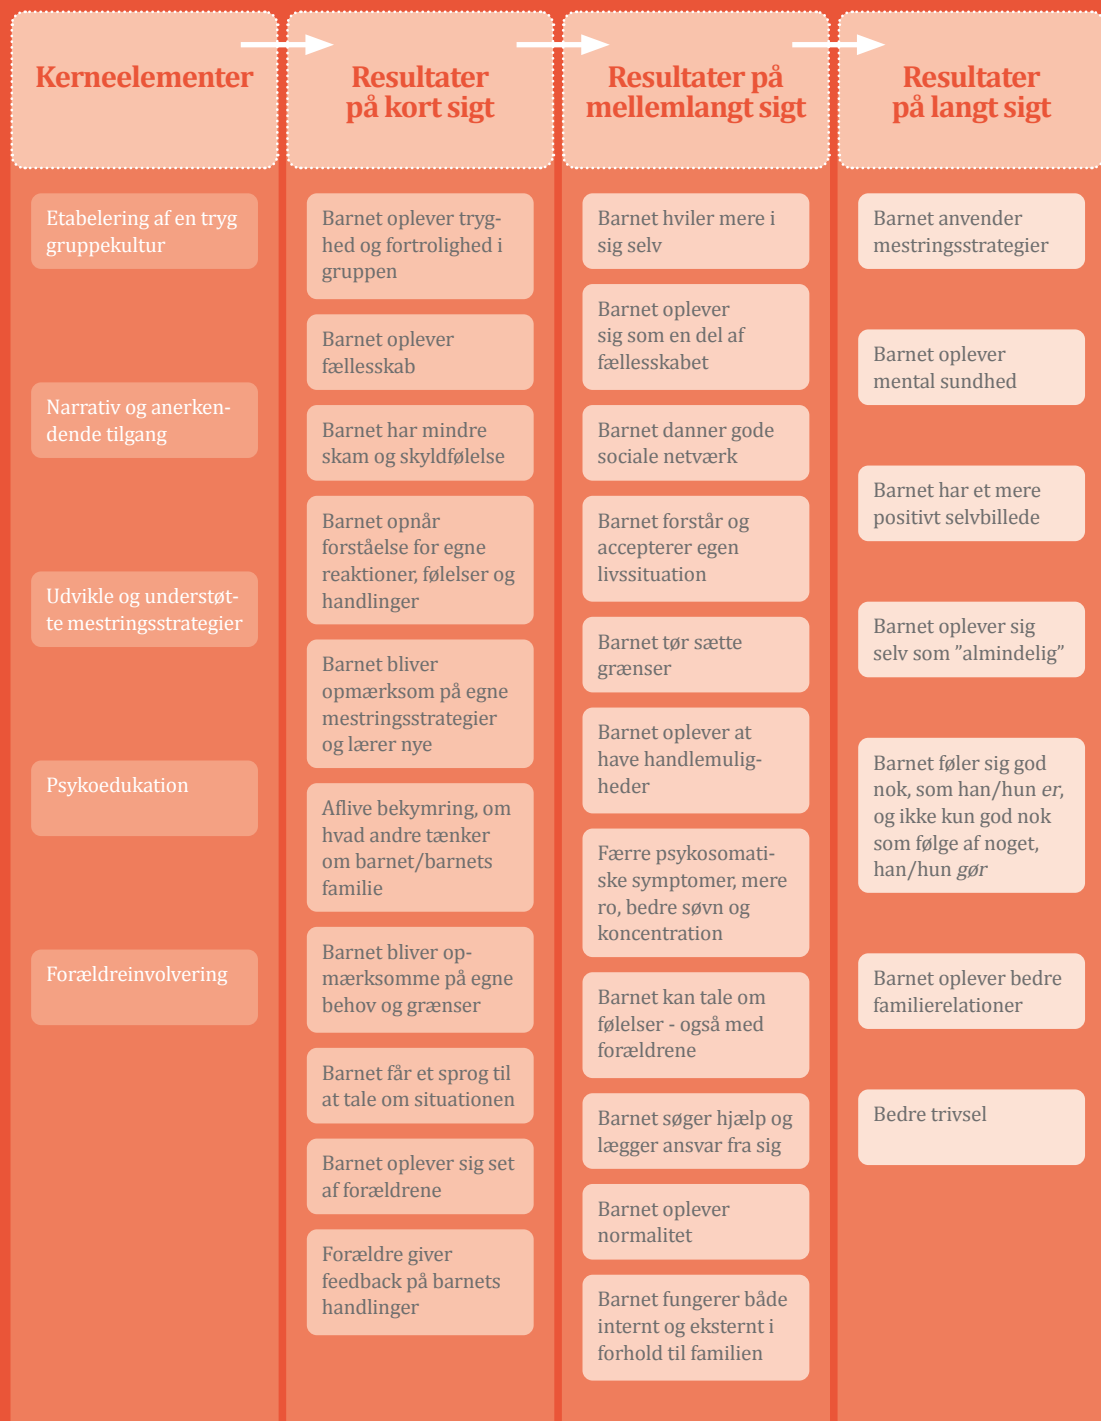 Kerneelementer
Etabelering af en tryg
gruppekultur
Narrativ og anerken-
dende tilgang
Udvikle og understøt-
te mestringsstrategier
Psykoedukation
Forældreinvolvering
Resultater
på kort sigt
Barnet oplever tryg-
hed og fortrolighed i
gruppen
Barnet oplever
fællesskab
Barnet har mindre
skam og skyldfølelse
Barnet opnår
forståelse for egne
reaktioner, følelser og
handlinger
Barnet bliver
opmærksom på egne
mestringsstrategier
og lærer nye
Aflive bekymring, om
hvad andre tænker
om barnet/barnets
familie
Barnet bliver op-
mærksomme på egne
behov og grænser
Barnet får et sprog til
at tale om situationen
Barnet oplever sig set
af forældrene
Forældre giver
feedback på barnets
handlinger
Resultater på
mellemlangt sigt
Barnet hviler mere i
sig selv
Barnet oplever
sig som en del af
fællesskabet
Barnet danner gode
sociale netværk
Barnet forstår og
accepterer egen
livssituation
Barnet tør sætte
grænser
Barnet oplever at
have handlemulig-
heder
Færre psykosomati-
ske symptomer, mere
ro, bedre søvn og
koncentration
Barnet kan tale om
følelser - også med
forældrene
Barnet søger hjælp og
lægger ansvar fra sig
Barnet oplever
normalitet
Barnet fungerer både
internt og eksternt i
forhold til familien
Resultater
på langt sigt
Barnet anvender
mestringsstrategier
Barnet oplever
mental sundhed
Barnet har et mere
positivt selvbillede
Barnet oplever sig
selv som ”almindelig”
Barnet føler sig god
nok, som han/hun er,
og ikke kun god nok
som følge af noget,
han/hun gør
Barnet oplever bedre
familierelationer
Bedre trivsel